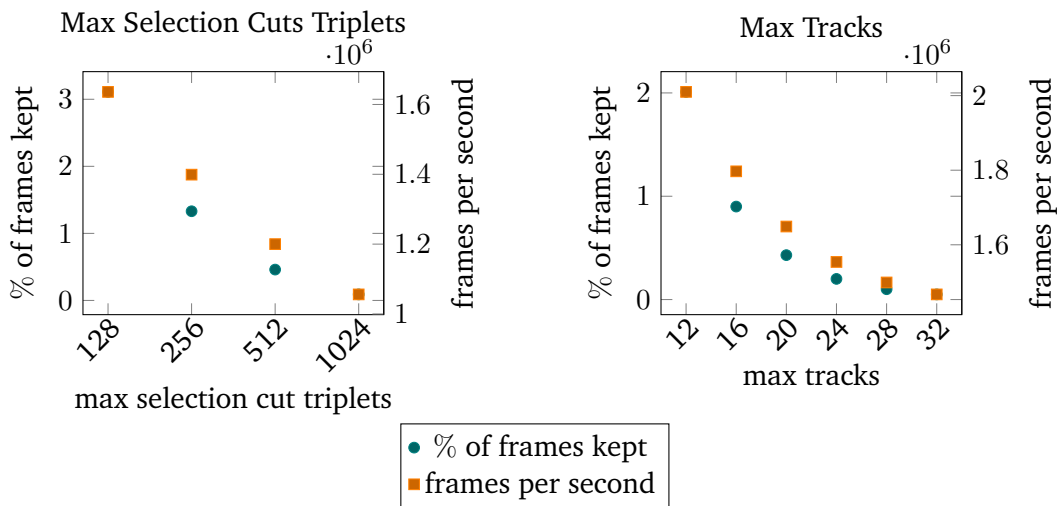 Max Selection Cuts Triplets
·10^6
% of frames kept
3
2
1
0
1.6
1.4
1.2
1
frames per second
128
256
512
1024
max selection cut triplets
Max Tracks
·10^6
% of frames kept
2
1
0
2
1.8
1.6
frames per second
12
16
20
24
28
32
max tracks
% of frames kept
frames per second